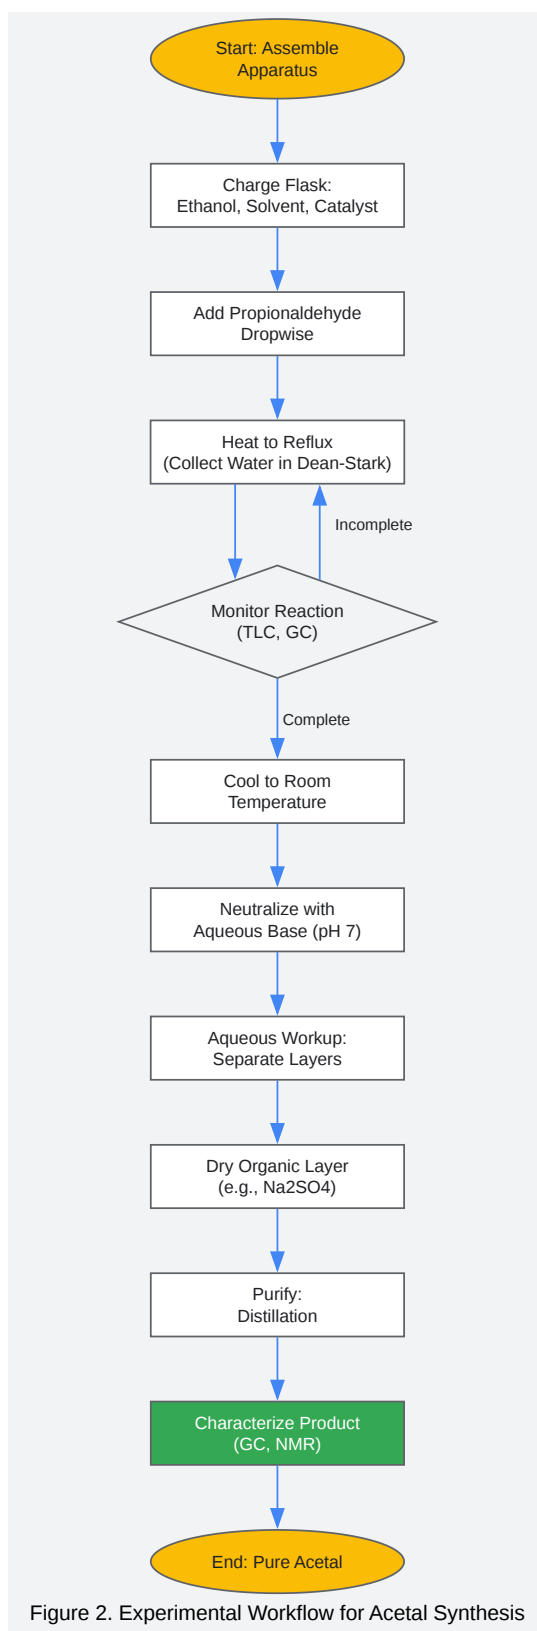 Start: Assemble
Apparatus
Charge Flask:
Ethanol, Solvent, Catalyst
Add Propionaldehyde
Dropwise
Heat to Reflux
(Collect Water in Dean-Stark)
Incomplete
Monitor Reaction
(TLC, GC)
Complete
Cool to Room
Temperature
Neutralize with
Aqueous Base (pH 7)
Aqueous Workup:
Separate Layers
Dry Organic Layer
(e.g., Na2SO4)
Purify:
Distillation
Characterize Product
(GC, NMR)
End: Pure Acetal
Figure 2. Experimental Workflow for Acetal Synthesis